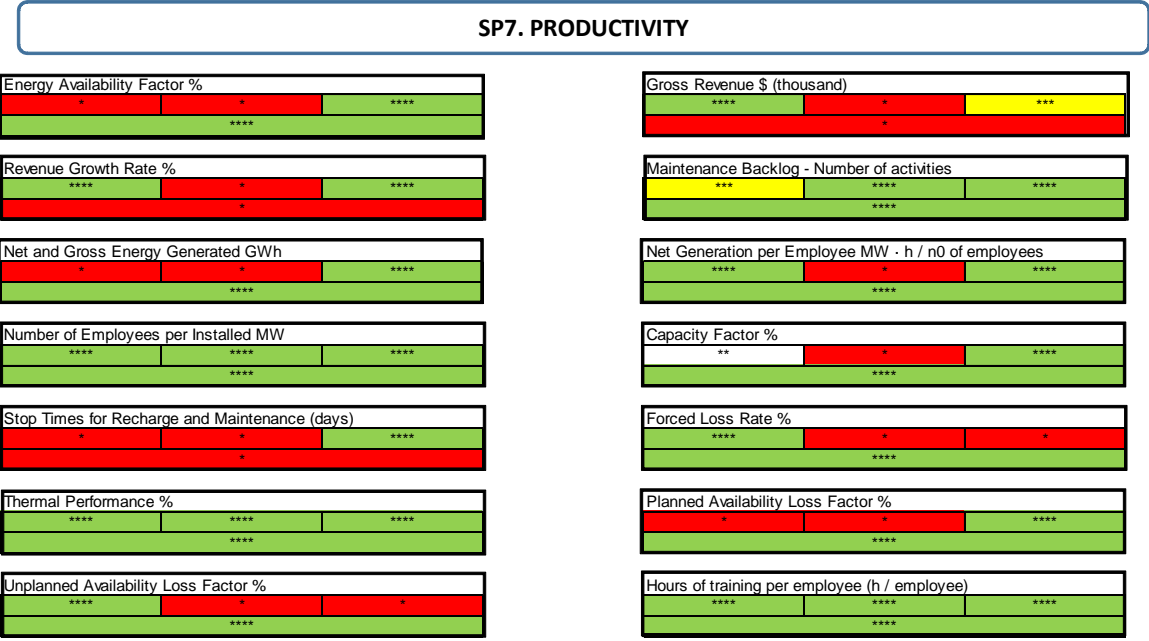 SP7. PRODUCTIVITY
Energy Availability Factor %
* * ****
****
Gross Revenue $ (thousand)
**** * ***
*
Revenue Growth Rate %
**** * ****
*
Maintenance Backlog - Number of activities
*** **** ****
****
Net and Gross Energy Generated GWh
* * ****
****
Net Generation per Employee MW · h / n0 of employees
**** * ****
****
Number of Employees per Installed MW
**** **** ****
****
Capacity Factor %
** * ****
****
Stop Times for Recharge and Maintenance (days)
* * ****
*
Forced Loss Rate %
**** * *
****
Thermal Performance %
**** **** ****
****
Planned Availability Loss Factor %
* * ****
****
Unplanned Availability Loss Factor %
**** * *
****
Hours of training per employee (h / employee)
**** **** ****
****